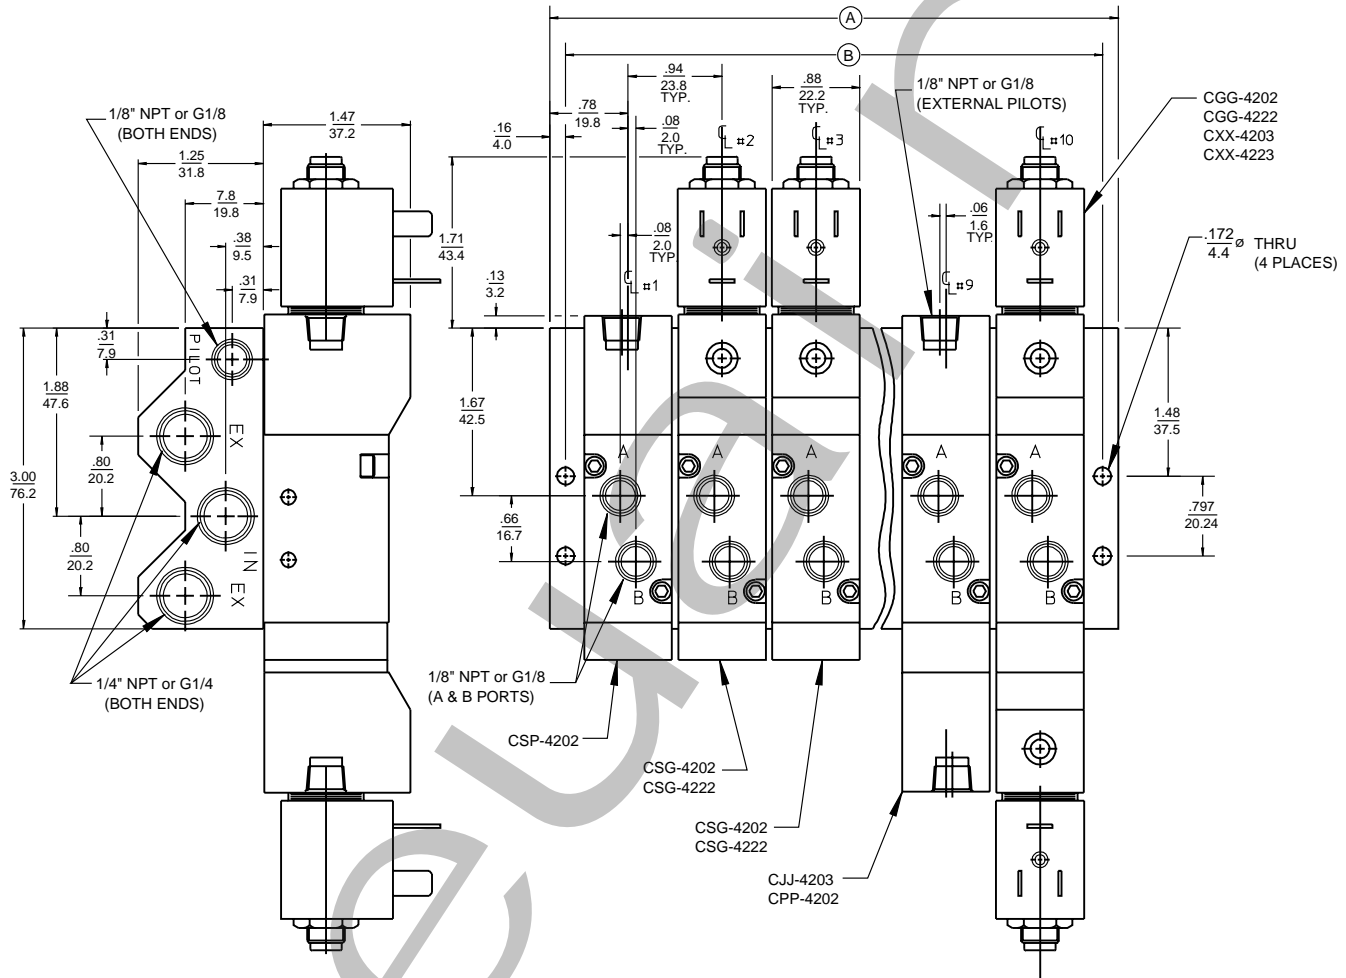 A
B
.94
23.8
TYP.
.88
22.2
TYP.
1/8" NPT or G1/8
(EXTERNAL PILOTS)
CGG-4202
CGG-4222
CXX-4203
CXX-4223
1/8" NPT or G1/8
(BOTH ENDS)
1.47
37.2
.78
19.8
.16
4.0
.08
2.0
TYP.
CL #2
CL #3
CL #10
1.25
31.8
7.8
19.8
.38
9.5
.31
7.9
1.71
43.4
.08
2.0
TYP.
.06
1.6
TYP.
.172
4.4
ø THRU
(4 PLACES)
.13
3.2
CL #1
CL #9
.31
7.9
PILOT
1.88
47.6
1.67
42.5
1.48
37.5
EX
.80
20.2
3.00
76.2
A
A
A
A
A
.66
16.7
.797
20.24
IN
.80
20.2
EX
B
B
B
B
B
1/4" NPT or G1/4
(BOTH ENDS)
1/8" NPT or G1/8
(A & B PORTS)
CSP-4202
CSG-4202
CSG-4222
CSG-4202
CSG-4222
CJJ-4203
CPP-4202